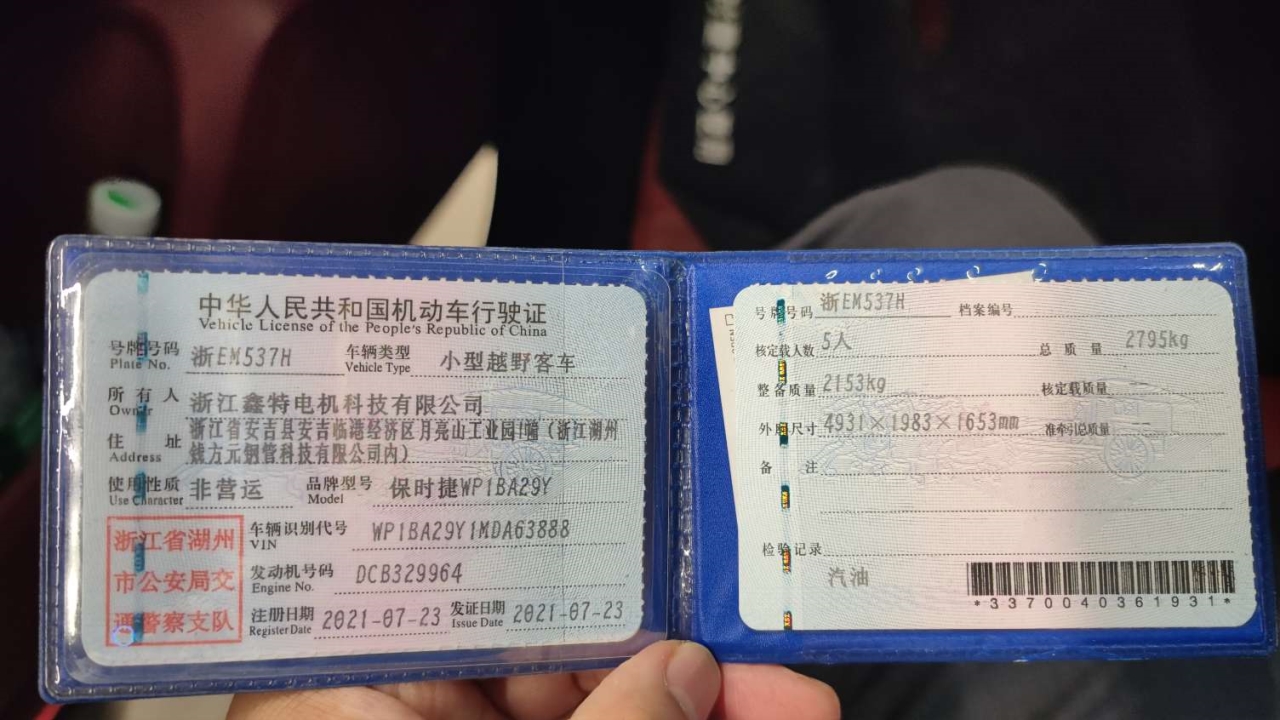 中华人民共和国机动车行驶证
Vehicle License of the People's Republic of China
号牌号码 浙EM537H 车辆类型 小型越野客车
Plate No. Vehicle Type
所有人 浙江鑫特电机科技有限公司
Owner
住址 浙江省安吉县安吉临港经济区月亮山工业园1幢（浙江湖州
Address 钱方元钢管科技有限公司内）
使用性质 非营运 品牌型号 保时捷WP1BA29Y
Use Character Model
浙江省湖州
市公安局交
通警察支队
车辆识别代号 WP1BA29Y1MDA63888
VIN
发动机号码 DCB329964
Engine No.
注册日期 2021-07-23 发证日期 2021-07-23
Register Date Issue Date
号牌号码 浙EM537H 档案编号
核定载人数 5人 总质量 2795kg
整备质量 2153kg 核定载质量 --
外廓尺寸 4931×1983×1653mm 准牵引总质量 --
备注
检验记录
汽油
*3370040361931*